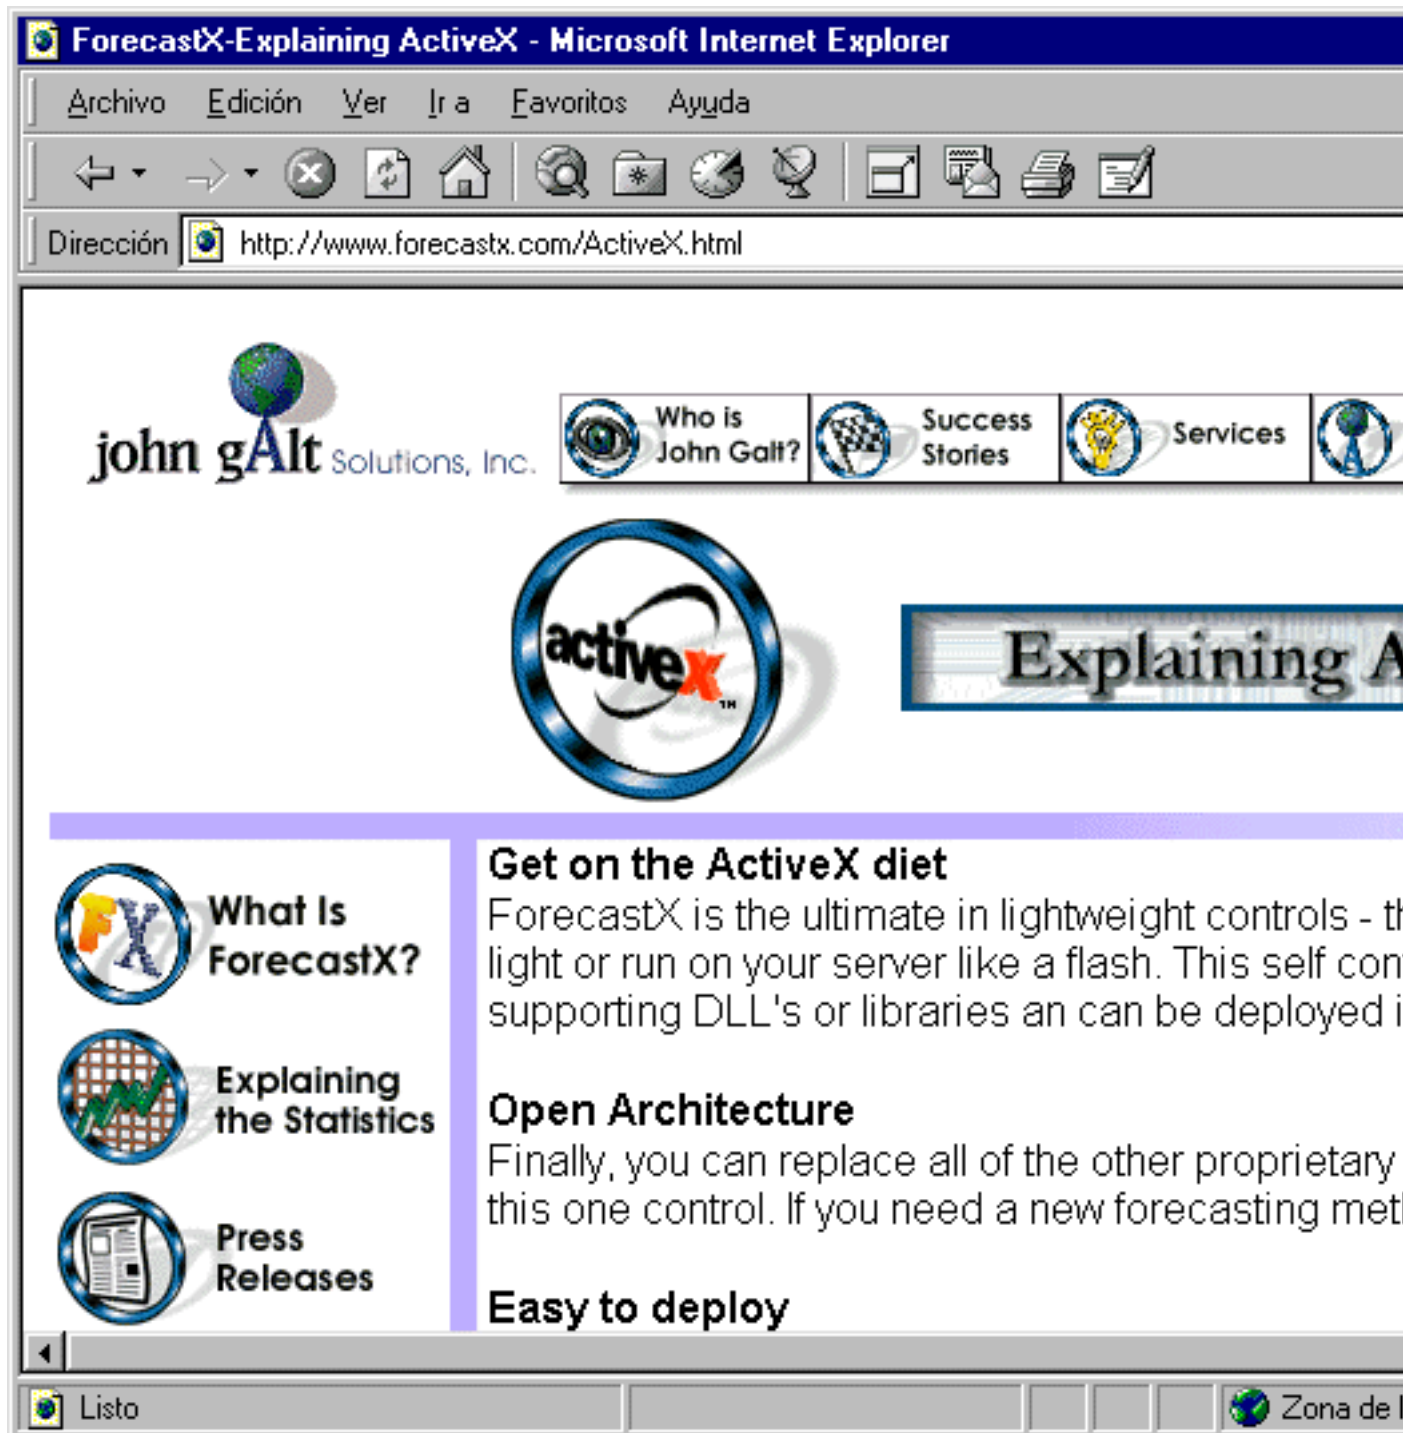 ForecastX-Explaining ActiveX - Microsoft Internet Explorer
Archivo Edición Ver Ir a Favoritos Ayuda
Dirección http://www.forecastx.com/ActiveX.html
john gAlt Solutions, Inc.
Who is
John Galt?
Success
Stories
Services
activex TM
Explaining A
What Is
ForecastX?
Explaining
the Statistics
Press
Releases
Get on the ActiveX diet
ForecastX is the ultimate in lightweight controls - th
light or run on your server like a flash. This self con
supporting DLL's or libraries an can be deployed i
Open Architecture
Finally, you can replace all of the other proprietary
this one control. If you need a new forecasting met
Easy to deploy
Listo
Zona de